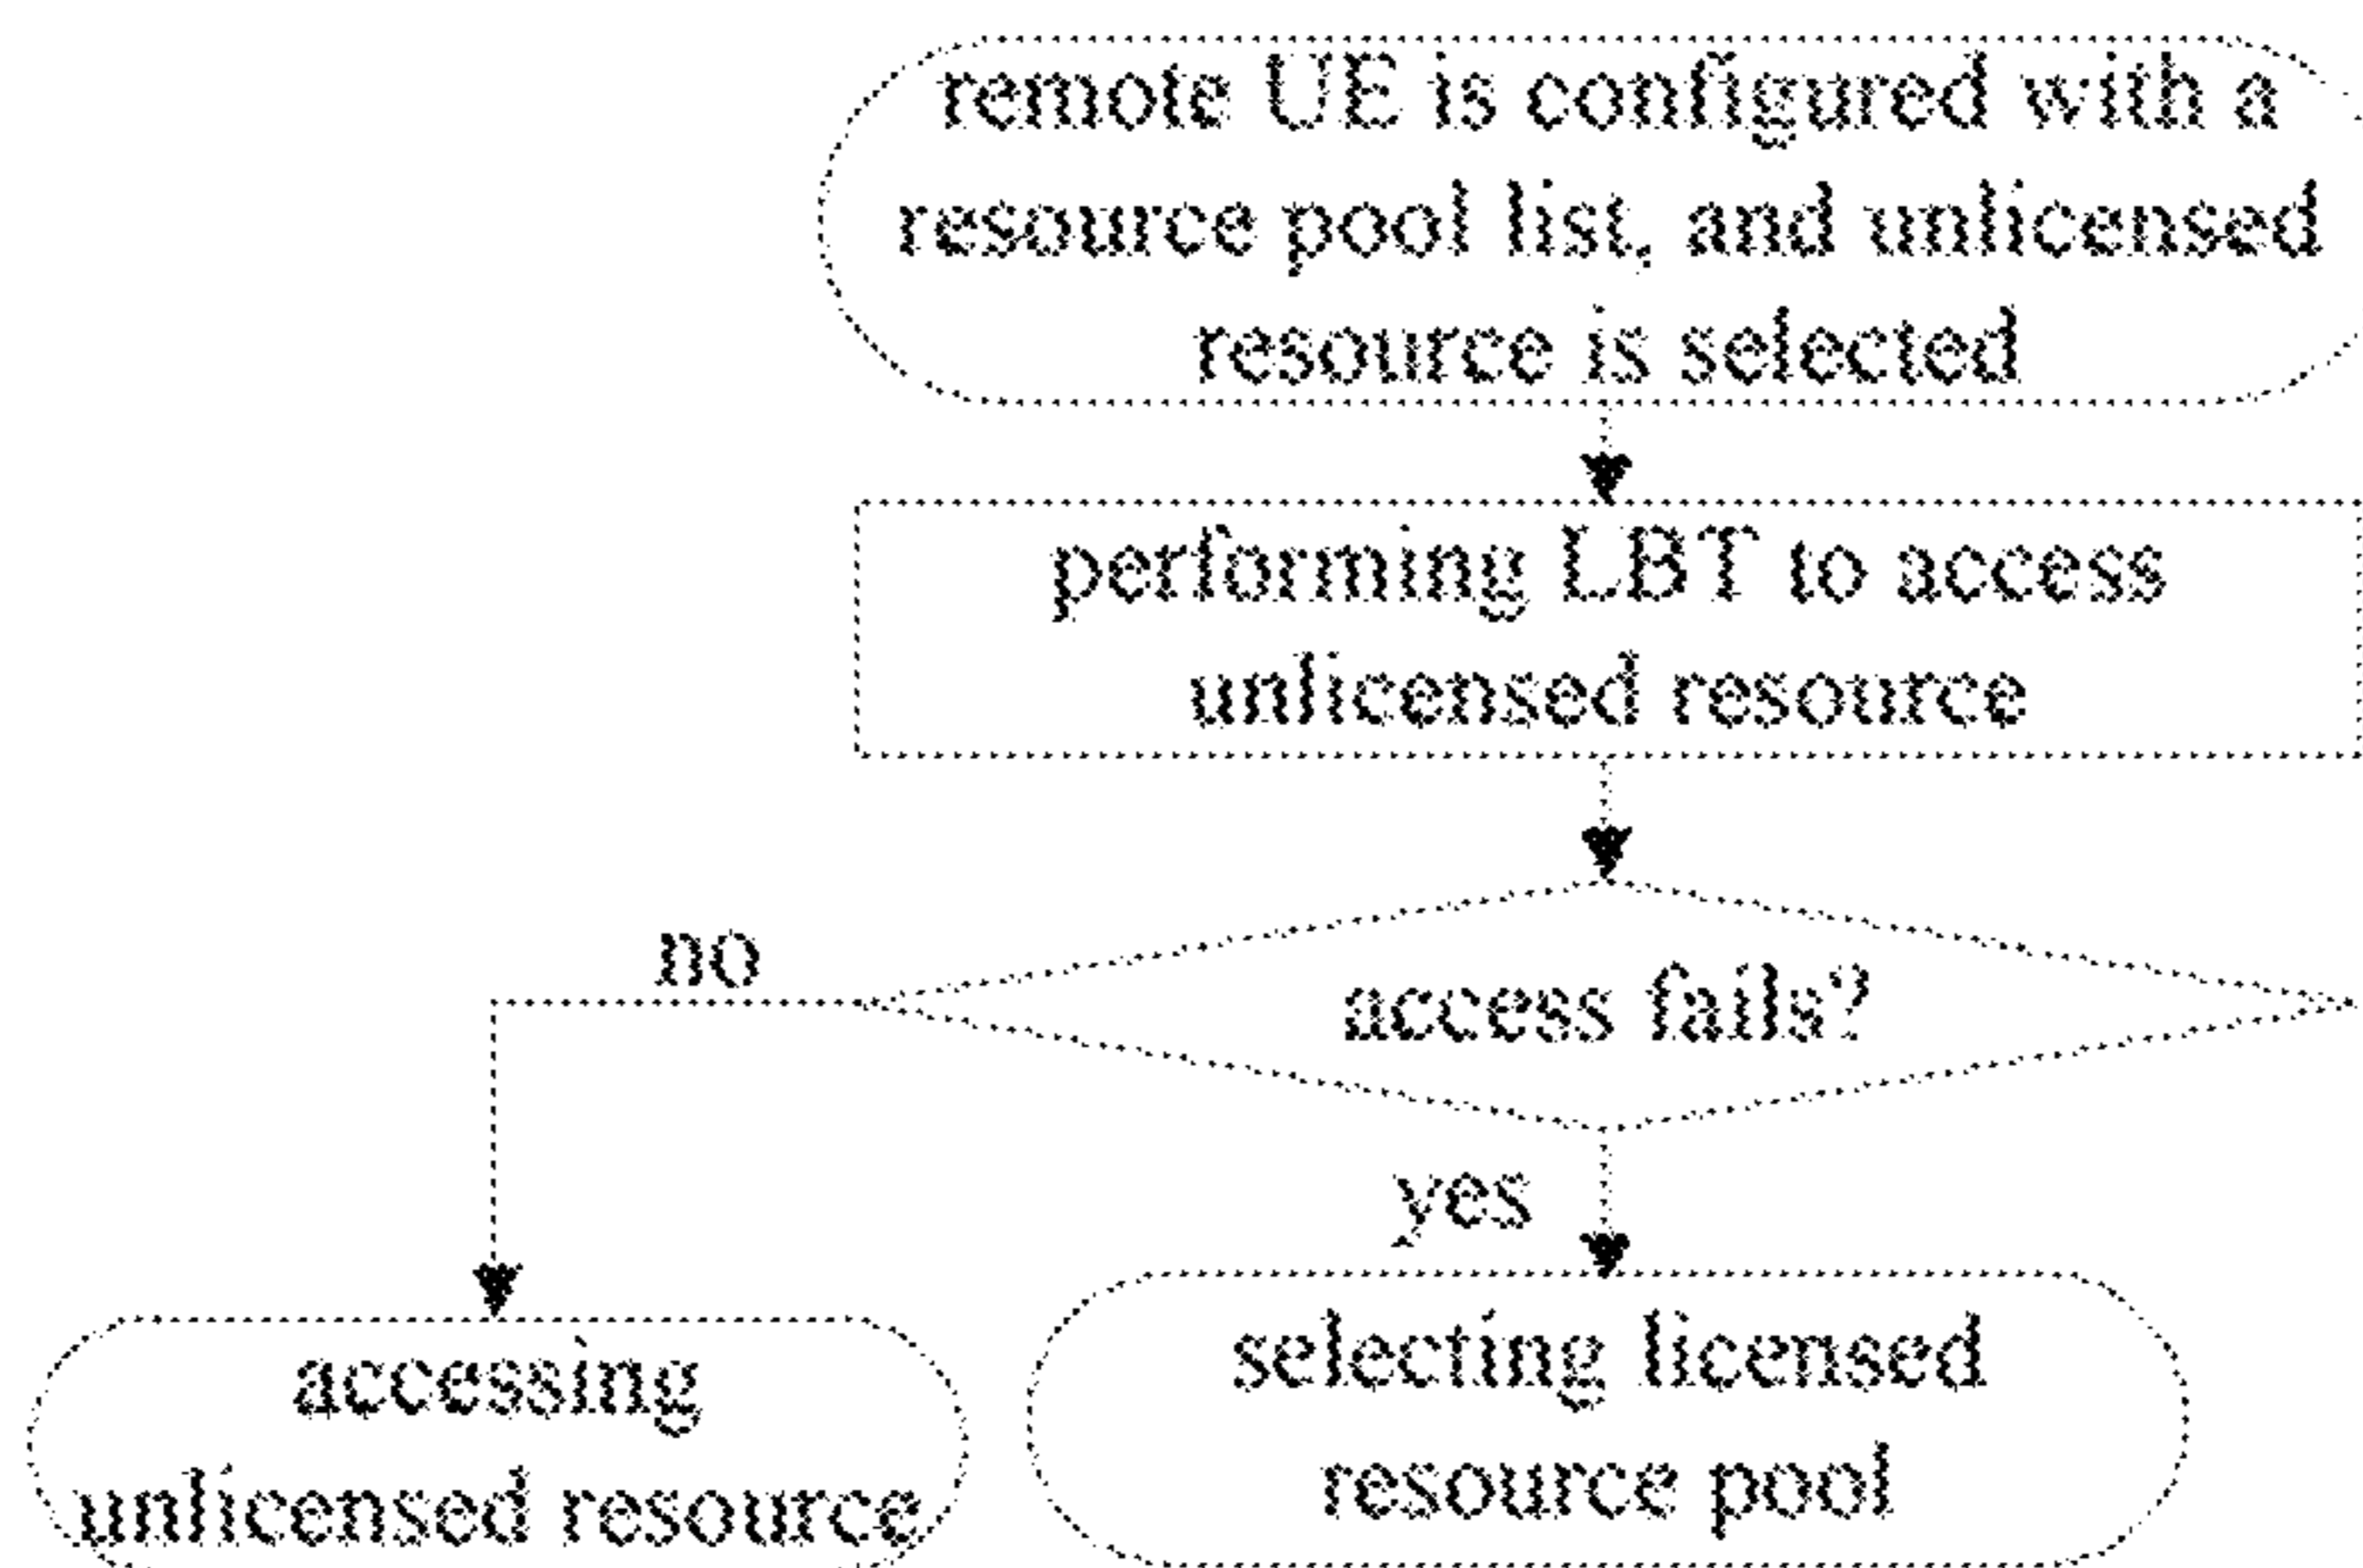 remote UE is configured with a
resource pool list, and unlicensed
resource is selected
performing LBT to access
unlicensed resource
no
access fails?
yes
accessing
unlicensed resource
selecting licensed
resource pool